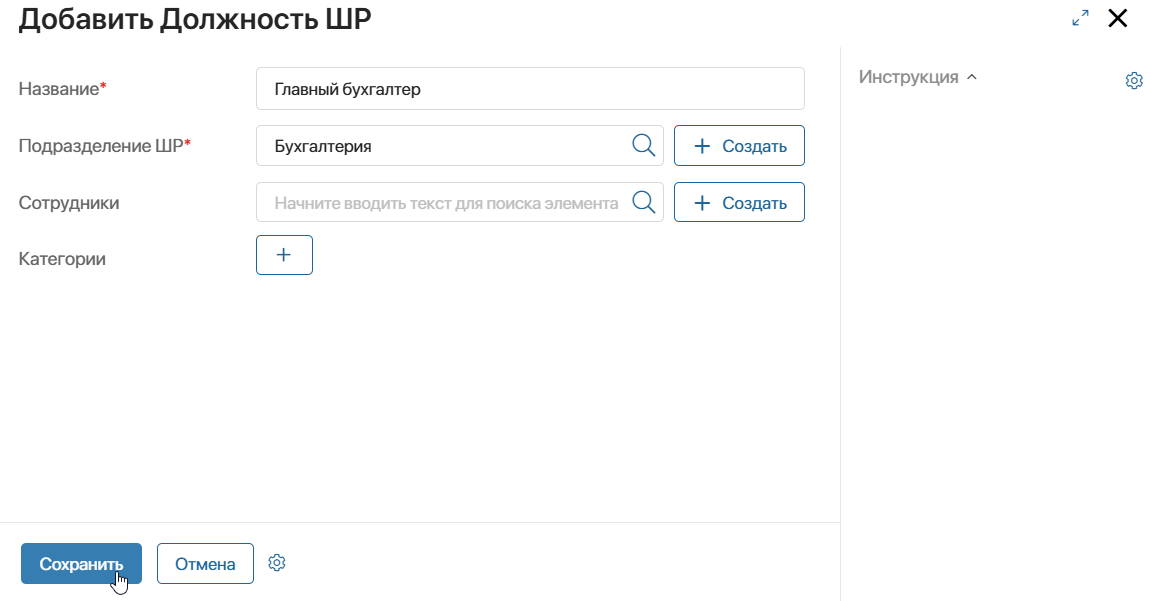 Добавить Должность ШР
Название*
Главный бухгалтер
Подразделение ШР*
Бухгалтерия
+ Создать
Сотрудники
Начните вводить текст для поиска элемента
+ Создать
Категории
+
Сохранить
Отмена
Инструкция